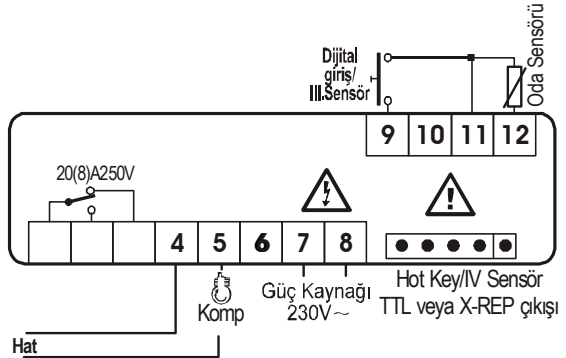 Dijital
giriş/
III.Sensör
Oda Sensörü
9 10 11 12
20(8)A250V
4 5 6 7 8
Komp
Güç Kaynağı
230V~
Hot Key/IV Sensör
TTL veya X-REP çıkışı
Hat